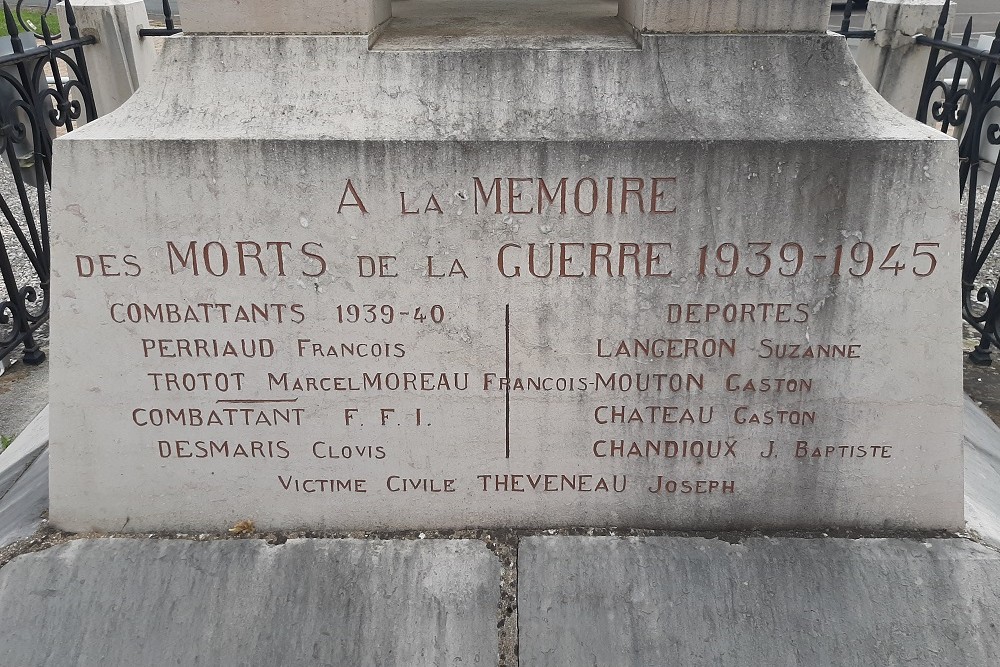 A LA MEMOIRE
DES MORTS DE LA GUERRE 1939-1945
COMBATTANTS 1939-40
PERRIAUD FRANCOIS
TROTOT MARCEL MOREAU FRANCOIS-
COMBATTANT F. F. I.
DESMARIS CLOVIS
DEPORTES
LANGERON SUZANNE
MOUTON GASTON
CHATEAU GASTON
CHANDIOUX J. BAPTISTE
VICTIME CIVILE THEVENEAU JOSEPH